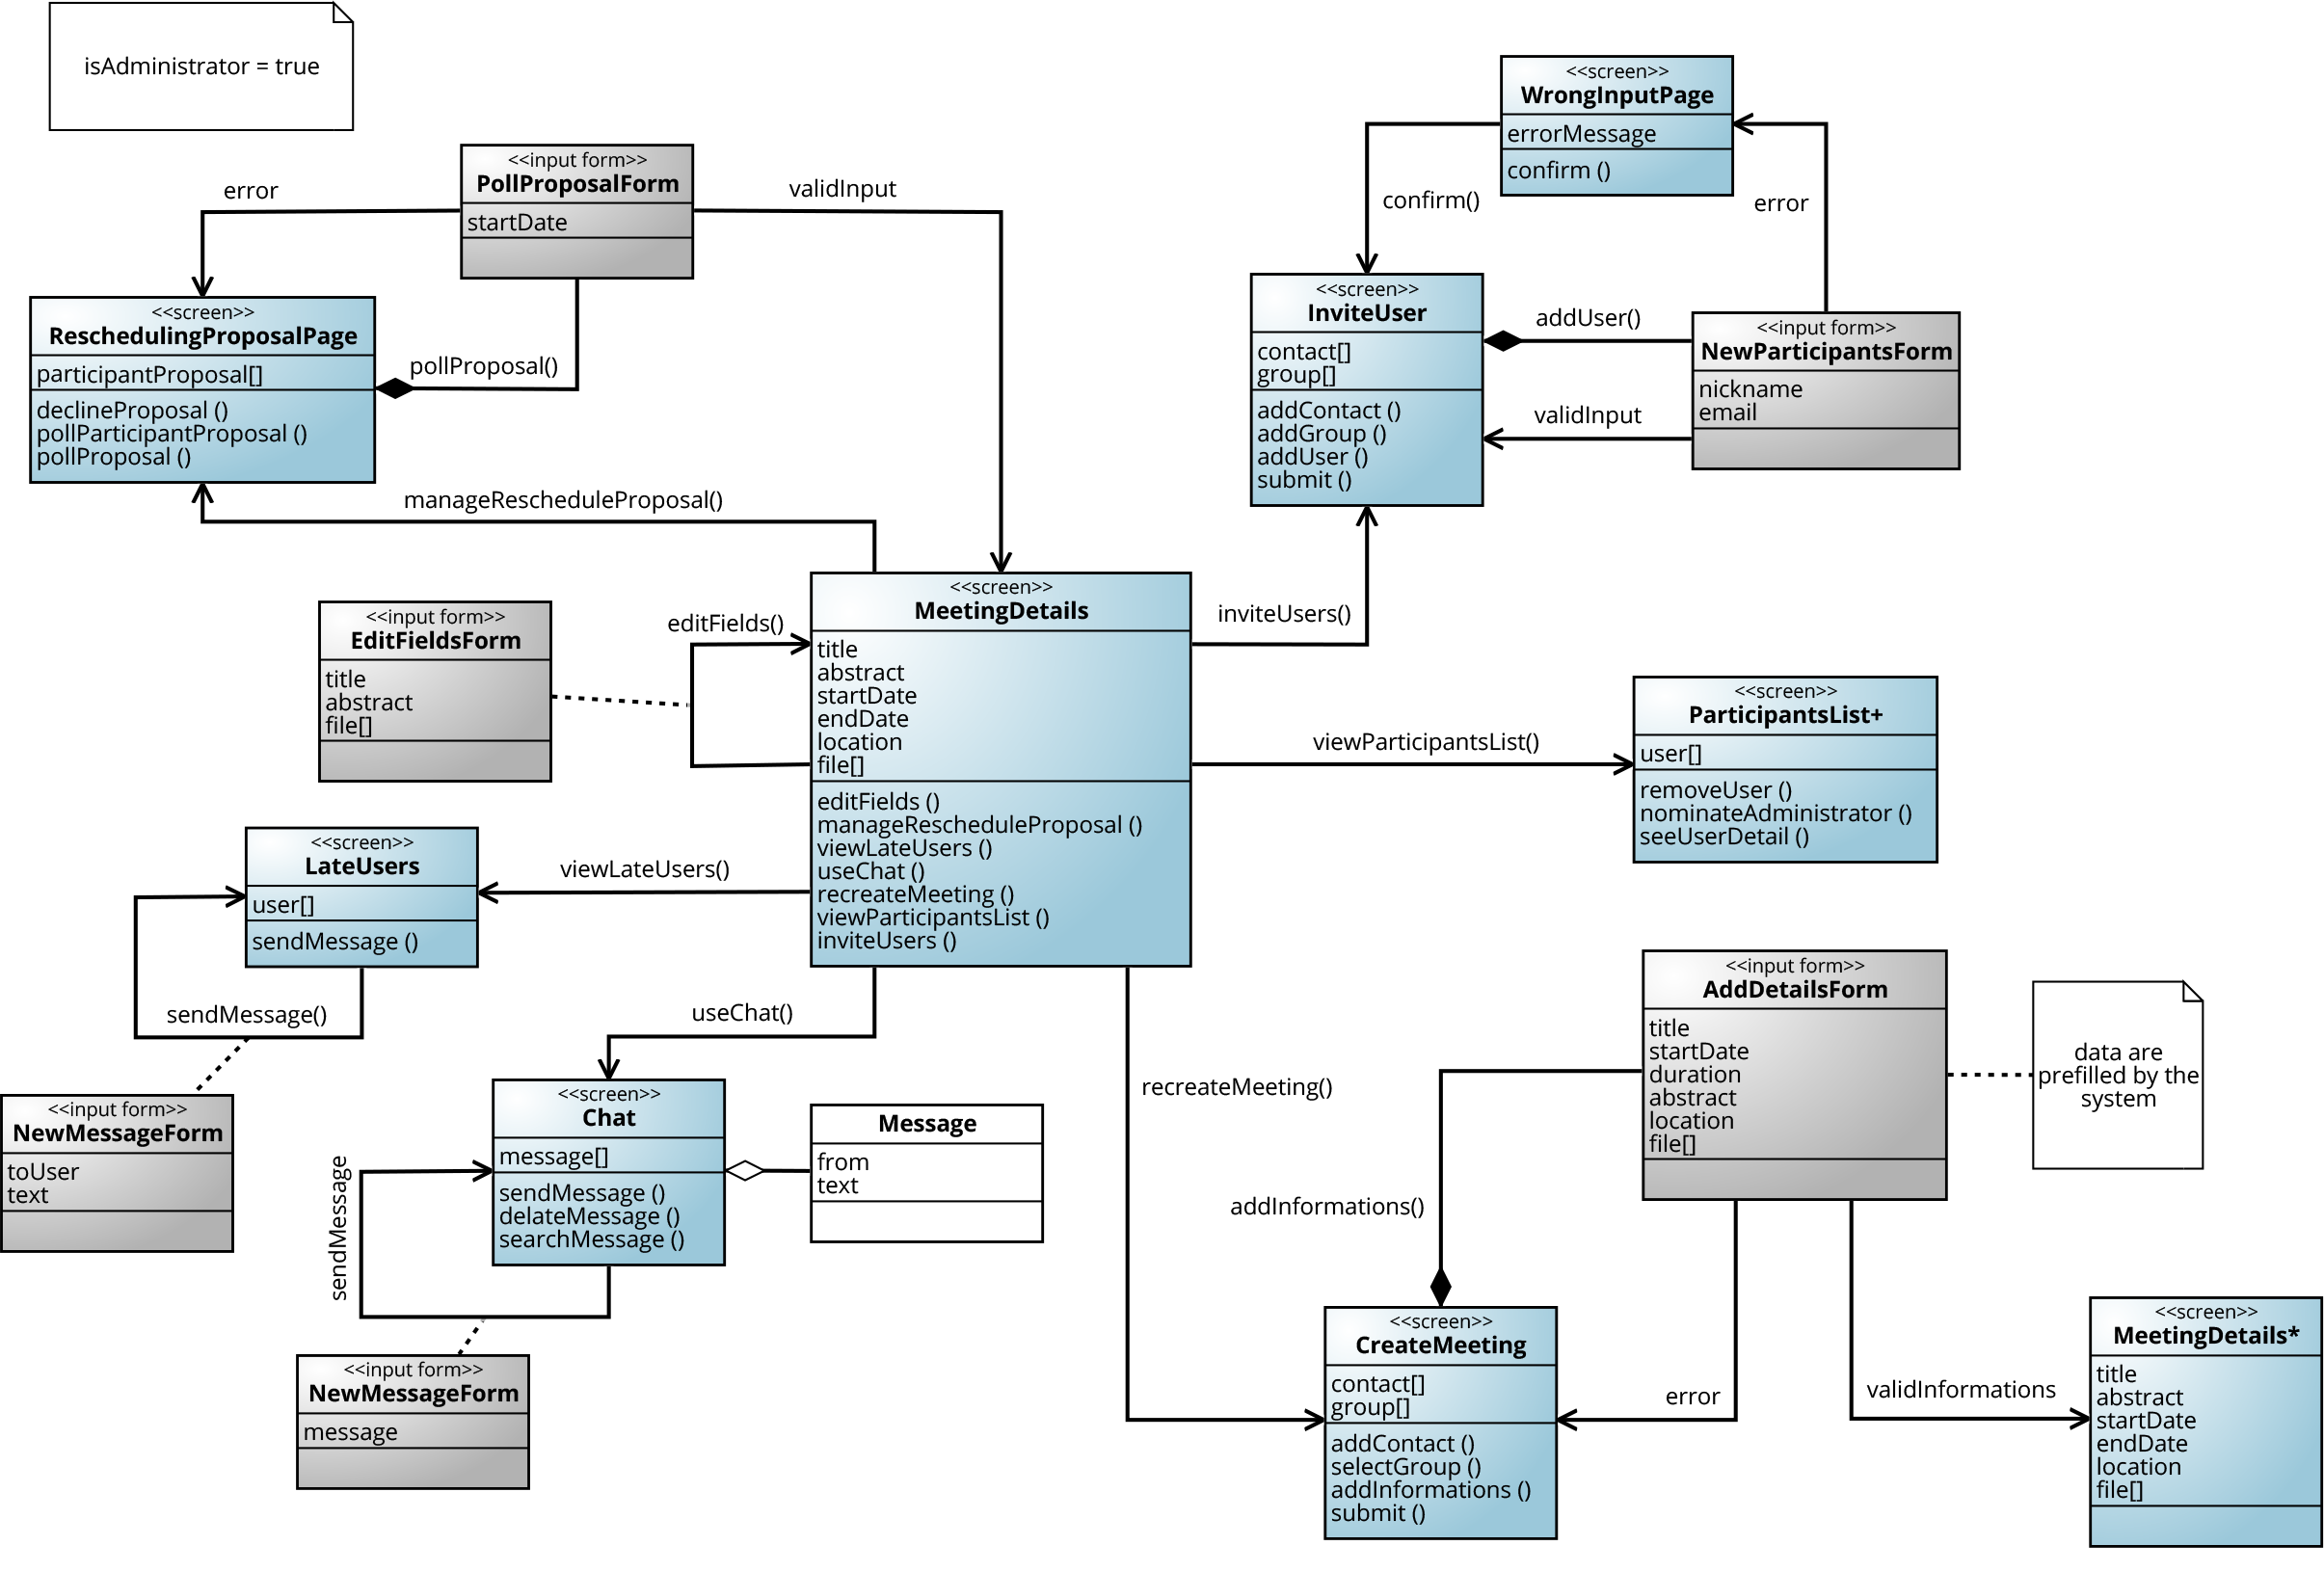 isAdministrator = true
<<screen>>
WrongInputPage
errorMessage
confirm ()
<<input form>>
PollProposalForm
startDate
error
validInput
confirm()
error
<<screen>>
ReschedulingProposalPage
participantProposal[]
declineProposal ()
pollParticipantProposal ()
pollProposal ()
pollProposal()
<<screen>>
InviteUser
contact[]
group[]
addContact ()
addGroup ()
addUser ()
submit ()
addUser()
validInput
<<input form>>
NewParticipantsForm
nickname
email
manageRescheduleProposal()
<<input form>>
EditFieldsForm
title
abstract
file[]
editFields()
<<screen>>
MeetingDetails
title
abstract
startDate
endDate
location
file[]
editFields ()
manageRescheduleProposal ()
viewLateUsers ()
useChat ()
recreateMeeting ()
viewParticipantsList ()
inviteUsers ()
inviteUsers()
viewParticipantsList()
<<screen>>
ParticipantsList+
user[]
removeUser ()
nominateAdministrator ()
seeUserDetail ()
<<screen>>
LateUsers
user[]
sendMessage ()
viewLateUsers()
sendMessage()
useChat()
<<input form>>
NewMessageForm
toUser
text
<<screen>>
Chat
message[]
sendMessage ()
delateMessage ()
searchMessage ()
Message
from
text
sendMessage
<<input form>>
NewMessageForm
message
recreateMeeting()
<<input form>>
AddDetailsForm
title
startDate
duration
abstract
location
file[]
data are
prefilled by the
system
addInformations()
<<screen>>
CreateMeeting
contact[]
group[]
addContact ()
selectGroup ()
addInformations ()
submit ()
error
validInformations
<<screen>>
MeetingDetails*
title
abstract
startDate
endDate
location
file[]